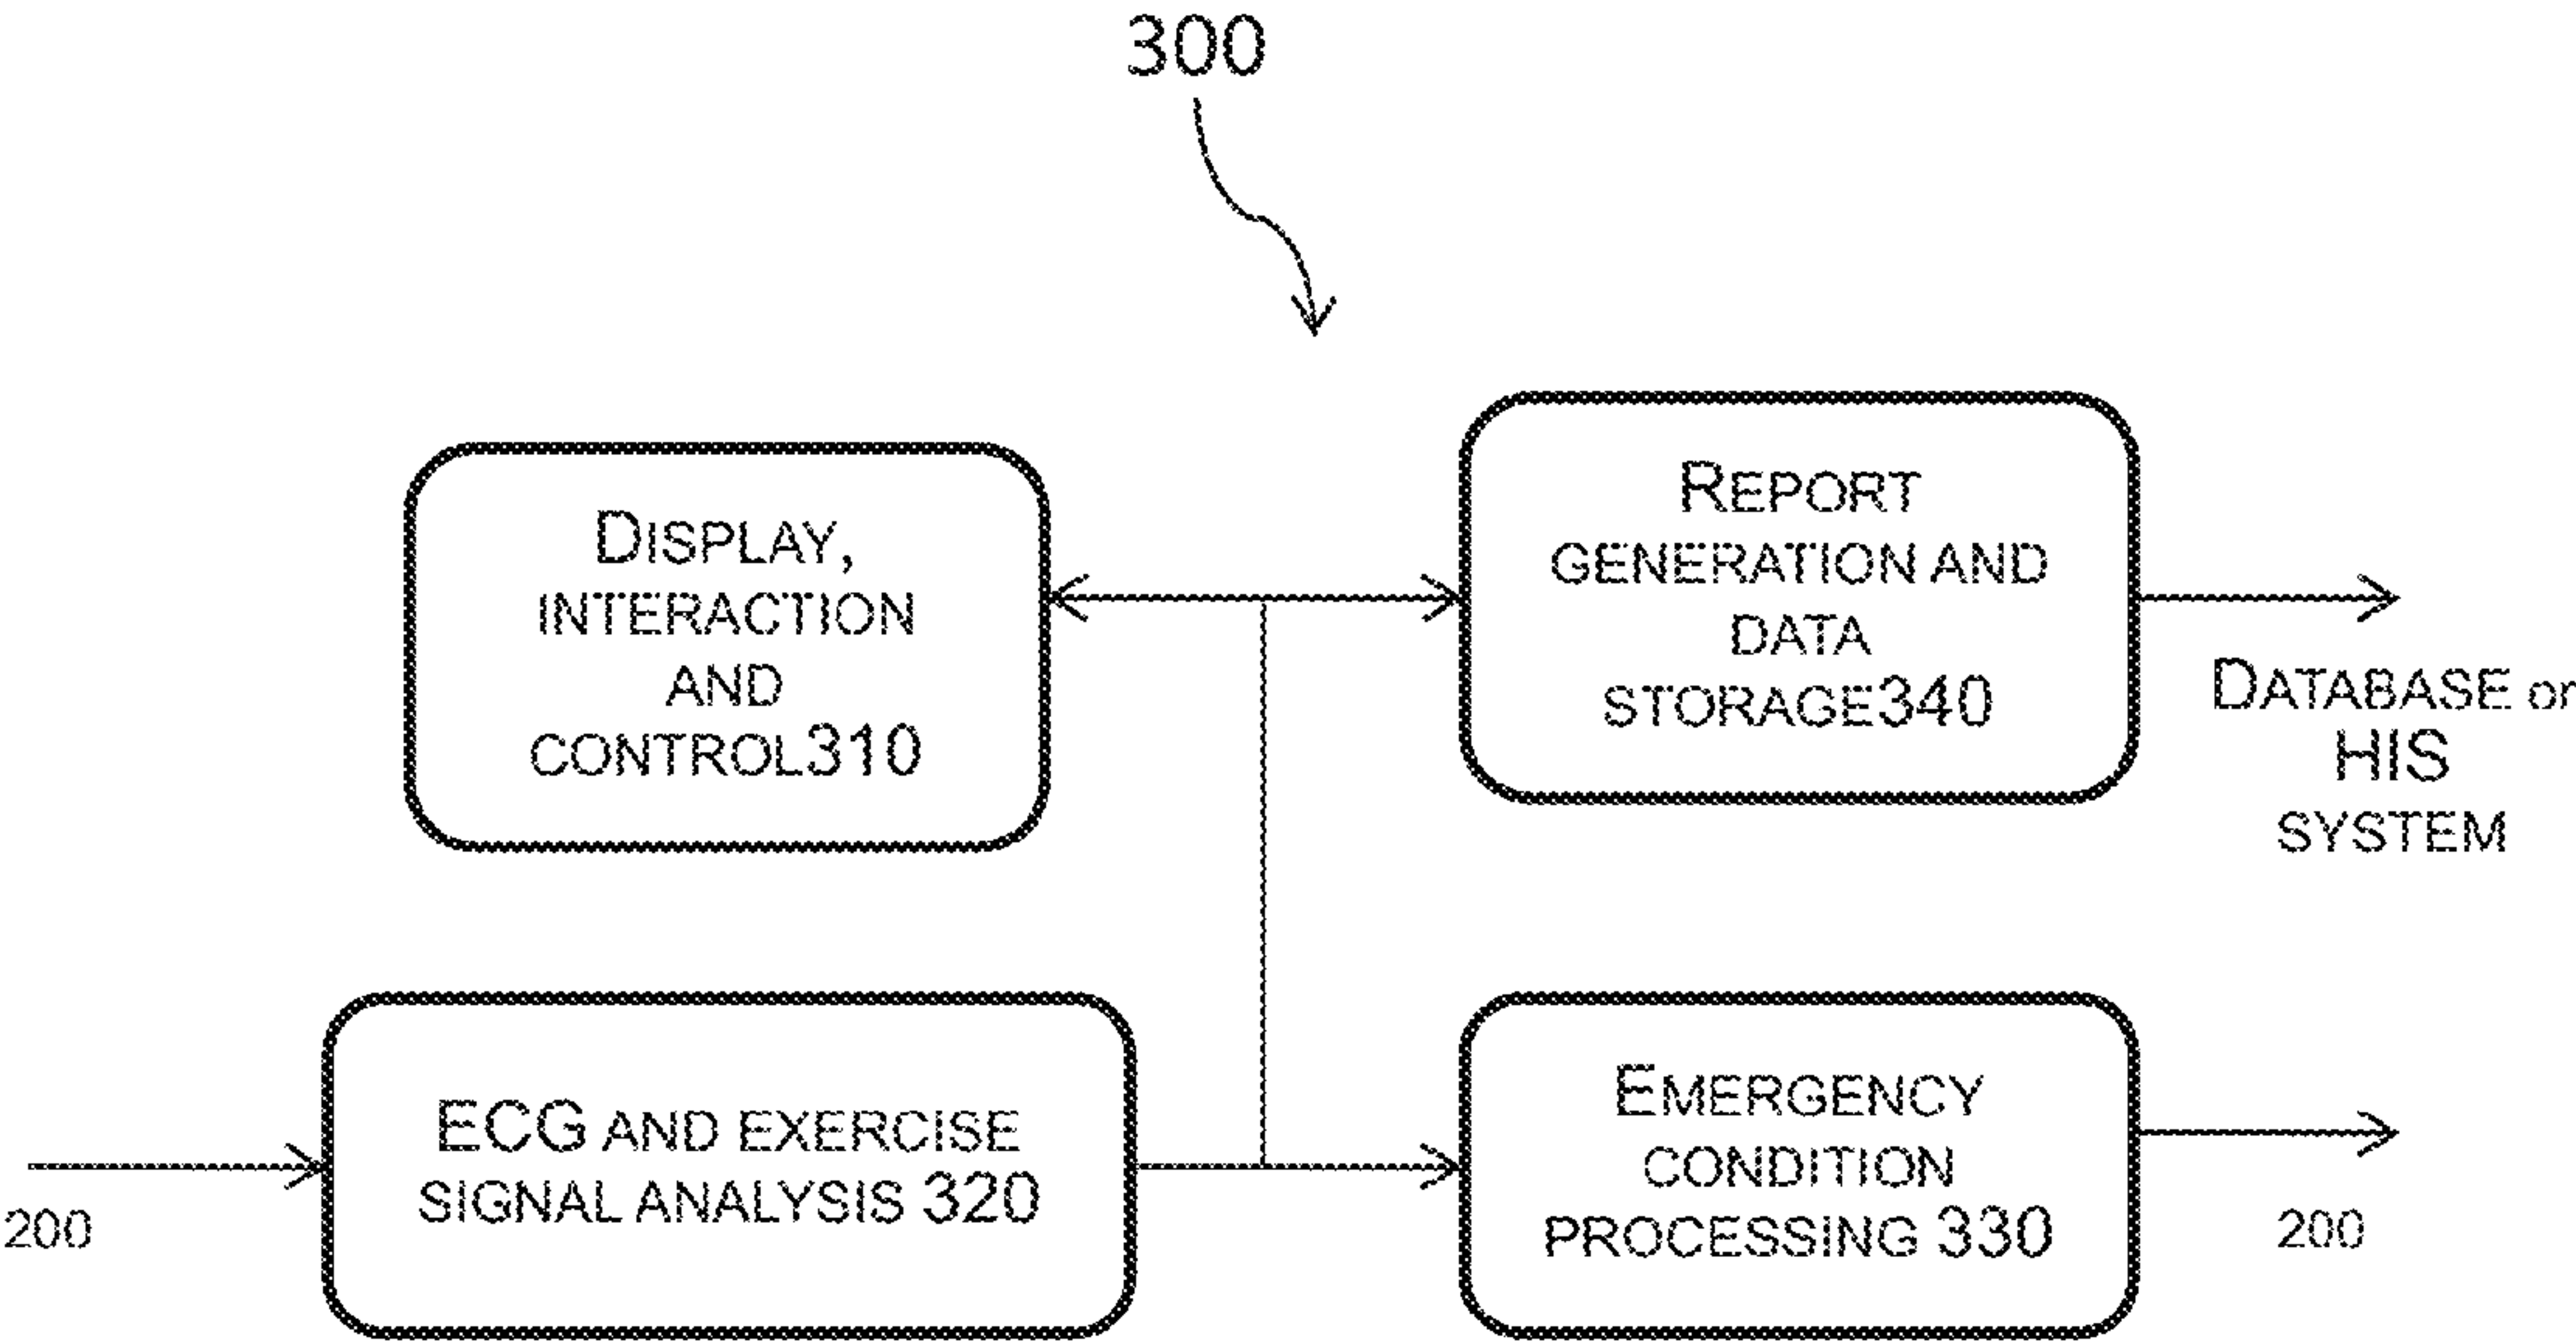 300
DISPLAY,
INTERACTION
AND
CONTROL310
REPORT
GENERATION AND
DATA
STORAGE340
DATABASE or
HIS
SYSTEM
200
ECG AND EXERCISE
SIGNAL ANALYSIS 320
EMERGENCY
CONDITION
PROCESSING 330
200